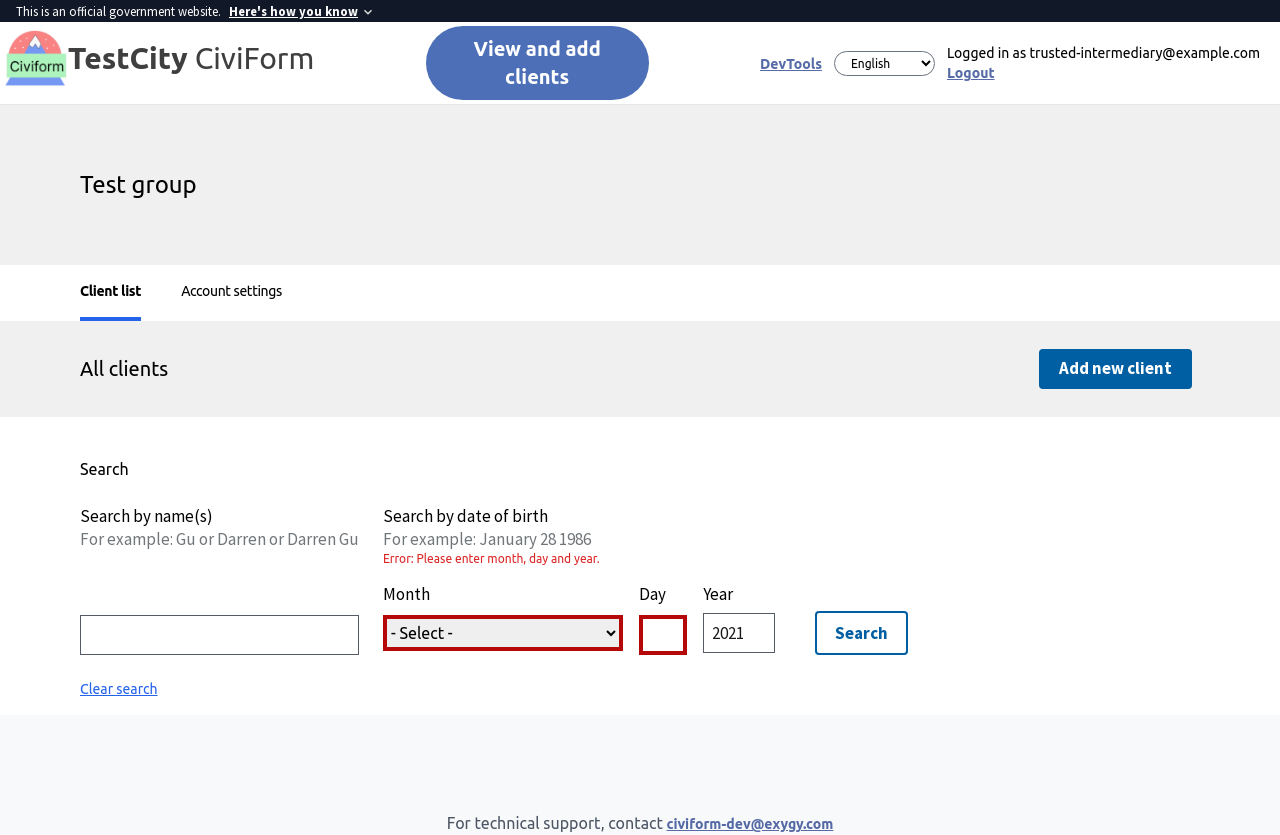 This is an official government website. Here's how you know
Civiform
TestCity CiviForm
View and add
clients
DevTools
English
Logged in as trusted-intermediary@example.com
Logout
Test group
Client list
Account settings
All clients
Add new client
Search
Search by name(s)
For example: Gu or Darren or Darren Gu
Search by date of birth
For example: January 28 1986
Error: Please enter month, day and year.
Month
Day
Year
- Select -
2021
Search
Clear search
For technical support, contact civiform-dev@exygy.com